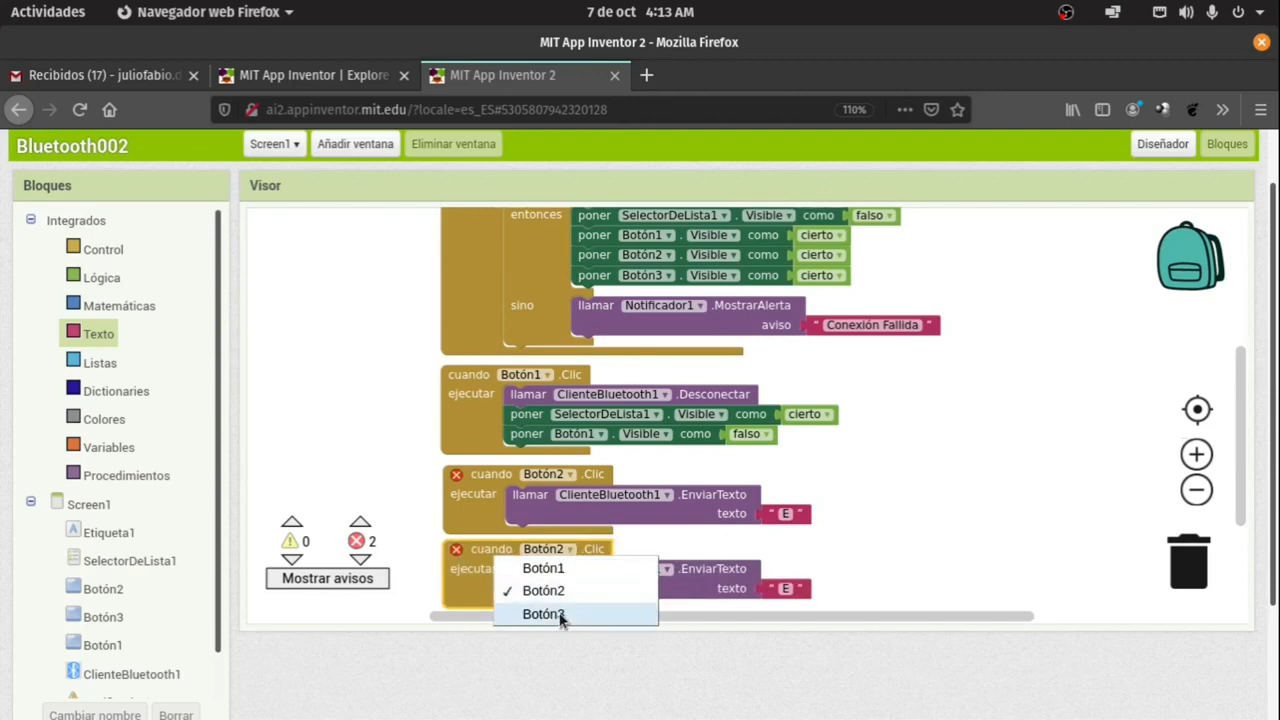 Actividades Navegador web Firefox 7 de oct 4:13 AM
MIT App Inventor 2 - Mozilla Firefox
Recibidos (17) - juliofabio.d MIT App Inventor | Explore MIT App Inventor 2
ai2.appinventor.mit.edu/?locale=es_ES#5305807942320128 110%
Bluetooth002 Screen1 Añadir ventana Eliminar ventana Diseñador Bloques
Bloques Visor
Integrados
Control
Lógica
Matemáticas
Texto
Listas
Dictionaries
Colores
Variables
Procedimientos
Screen1
Etiqueta1
SelectorDeLista1
Botón2
Botón3
Botón1
ClienteBluetooth1
Cambiar nombre Borrar
entonces poner SelectorDeLista1 . Visible como falso
poner Botón1 . Visible como cierto
poner Botón2 . Visible como cierto
poner Botón3 . Visible como cierto
sino llamar Notificador1 .MostrarAlerta
aviso " Conexión Fallida "
cuando Botón1 .Clic
ejecutar llamar ClienteBluetooth1 .Desconectar
poner SelectorDeLista1 . Visible como cierto
poner Botón1 . Visible como falso
cuando Botón2 .Clic
ejecutar llamar ClienteBluetooth1 .EnviarTexto
texto " E "
cuando Botón2 .Clic
ejecutar .EnviarTexto
texto " E "
Botón1
✓ Botón2
Botón3
0 2
Mostrar avisos